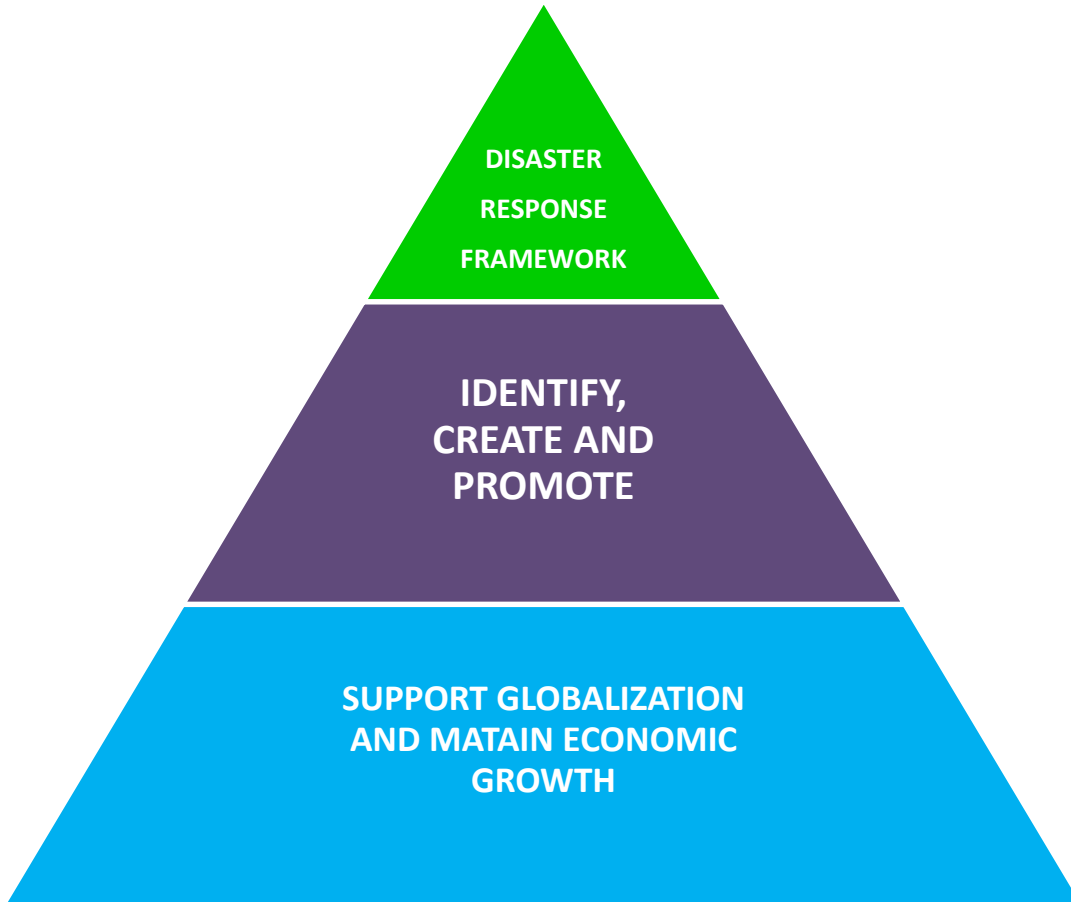 DISASTER
RESPONSE
FRAMEWORK
IDENTIFY,
CREATE AND
PROMOTE
SUPPORT GLOBALIZATION
AND MATAIN ECONOMIC
GROWTH